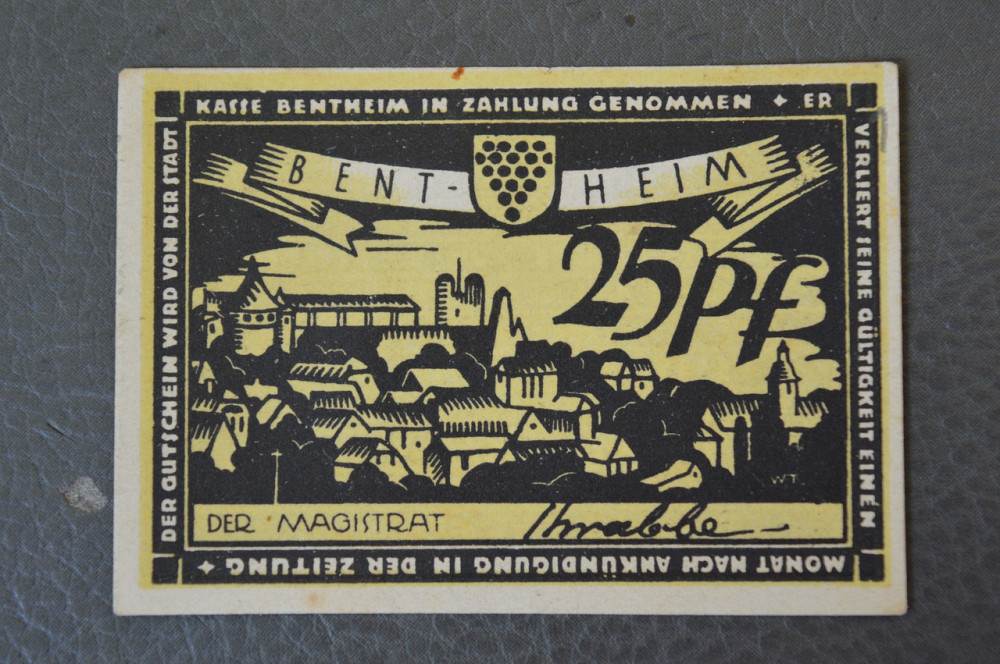 DER GUTSCHEIN WIRD VON DER STADT
KASSE BENTHEIM IN ZAHLUNG GENOMMEN ✦ ER
VERLIERT SEINE GÜLTIGKEIT EINEN
MONAT NACH ANKÜNDIGUNG IN DER ZEITUNG ✦
BENT-HEIM
25 Pf
W.T.
DER MAGISTRAT